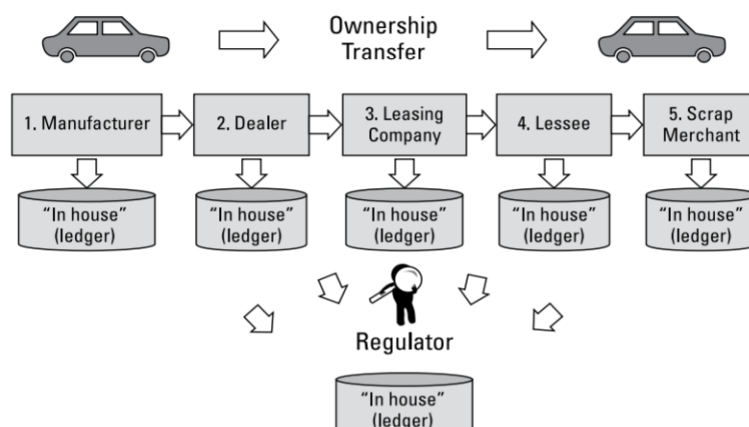 Ownership
Transfer
1. Manufacturer
2. Dealer
3. Leasing
Company
4. Lessee
5. Scrap
Merchant
“In house”
(ledger)
“In house”
(ledger)
“In house”
(ledger)
“In house”
(ledger)
“In house”
(ledger)
Regulator
“In house”
(ledger)